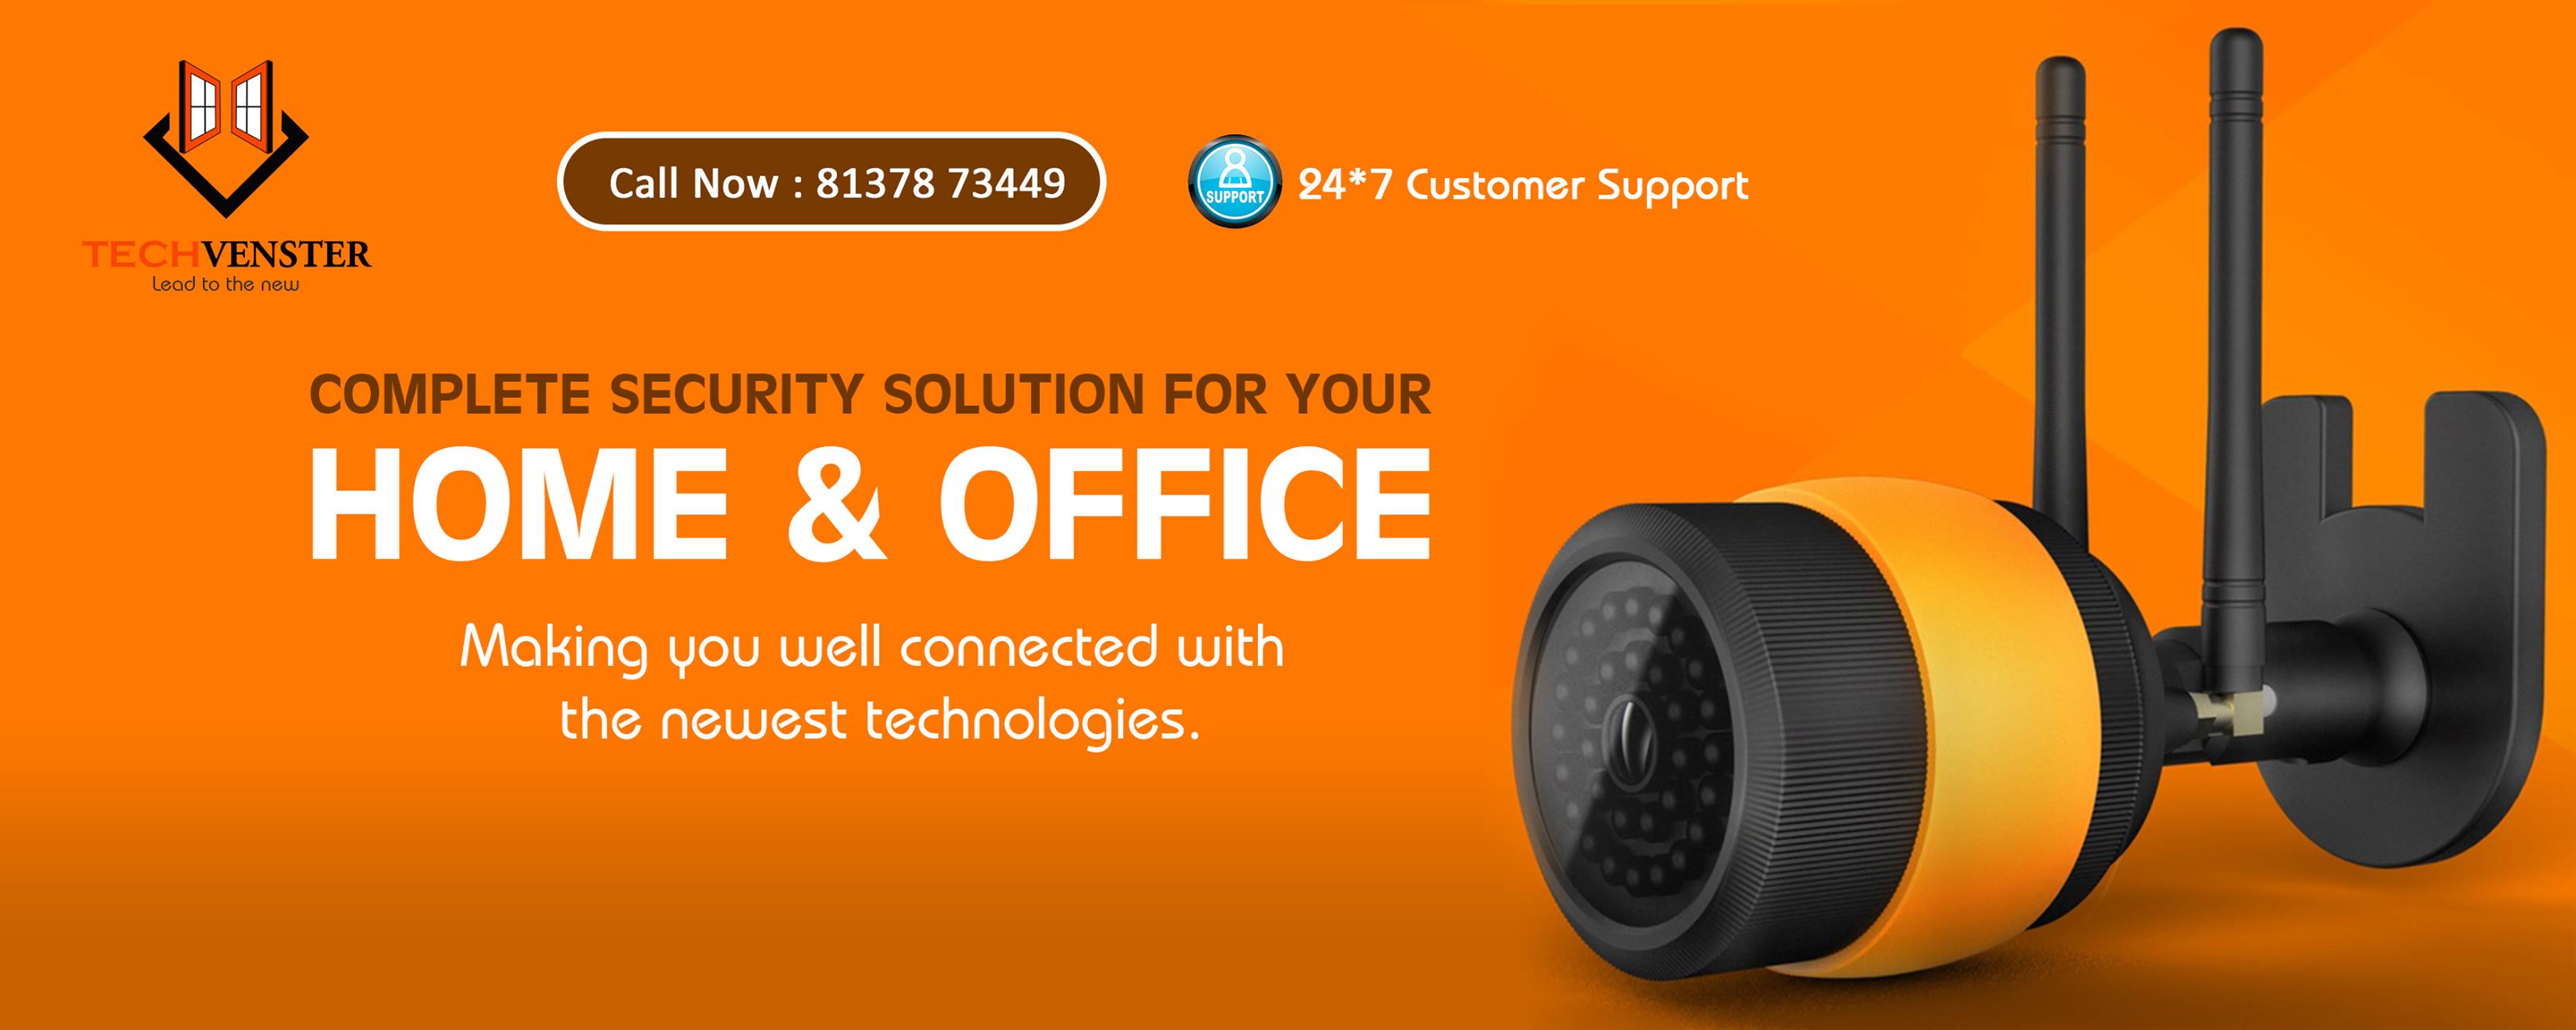 TECHVENSTER
Lead to the new
Call Now : 81378 73449
SUPPORT
24*7 Customer Support
COMPLETE SECURITY SOLUTION FOR YOUR
HOME & OFFICE
Making you well connected with
the newest technologies.